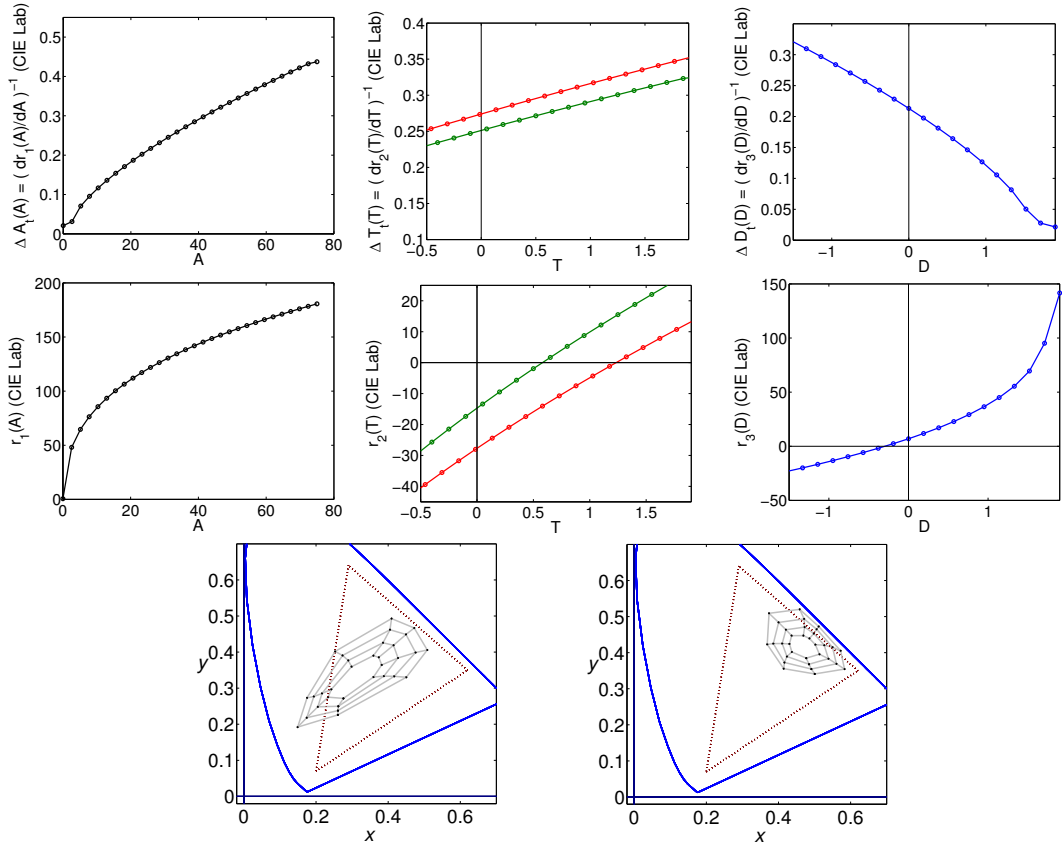 Δ A_t(A) = ( dr_1(A)/dA )^−1 (CIE Lab)
0.5
0.4
0.3
0.2
0.1
0
0 20 40 60 80
A
Δ T_t(T) = ( dr_2(T)/dT )^−1 (CIE Lab)
0.4
0.35
0.3
0.25
0.2
0.15
0.1
−0.5 0 0.5 1 1.5
T
Δ D_t(D) = ( dr_3(D)/dD )^−1 (CIE Lab)
0.3
0.25
0.2
0.15
0.1
0.05
0
−1 0 1
D
r_1(A) (CIE Lab)
200
150
100
50
0
0 20 40 60 80
A
r_2(T) (CIE Lab)
20
10
0
−10
−20
−30
−40
−0.5 0 0.5 1 1.5
T
r_3(D) (CIE Lab)
150
100
50
0
−50
−1 0 1
D
y
0.6
0.5
0.4
0.3
0.2
0.1
0
0.2 0.4 0.6
x
y
0.6
0.5
0.4
0.3
0.2
0.1
0
0.2 0.4 0.6
x